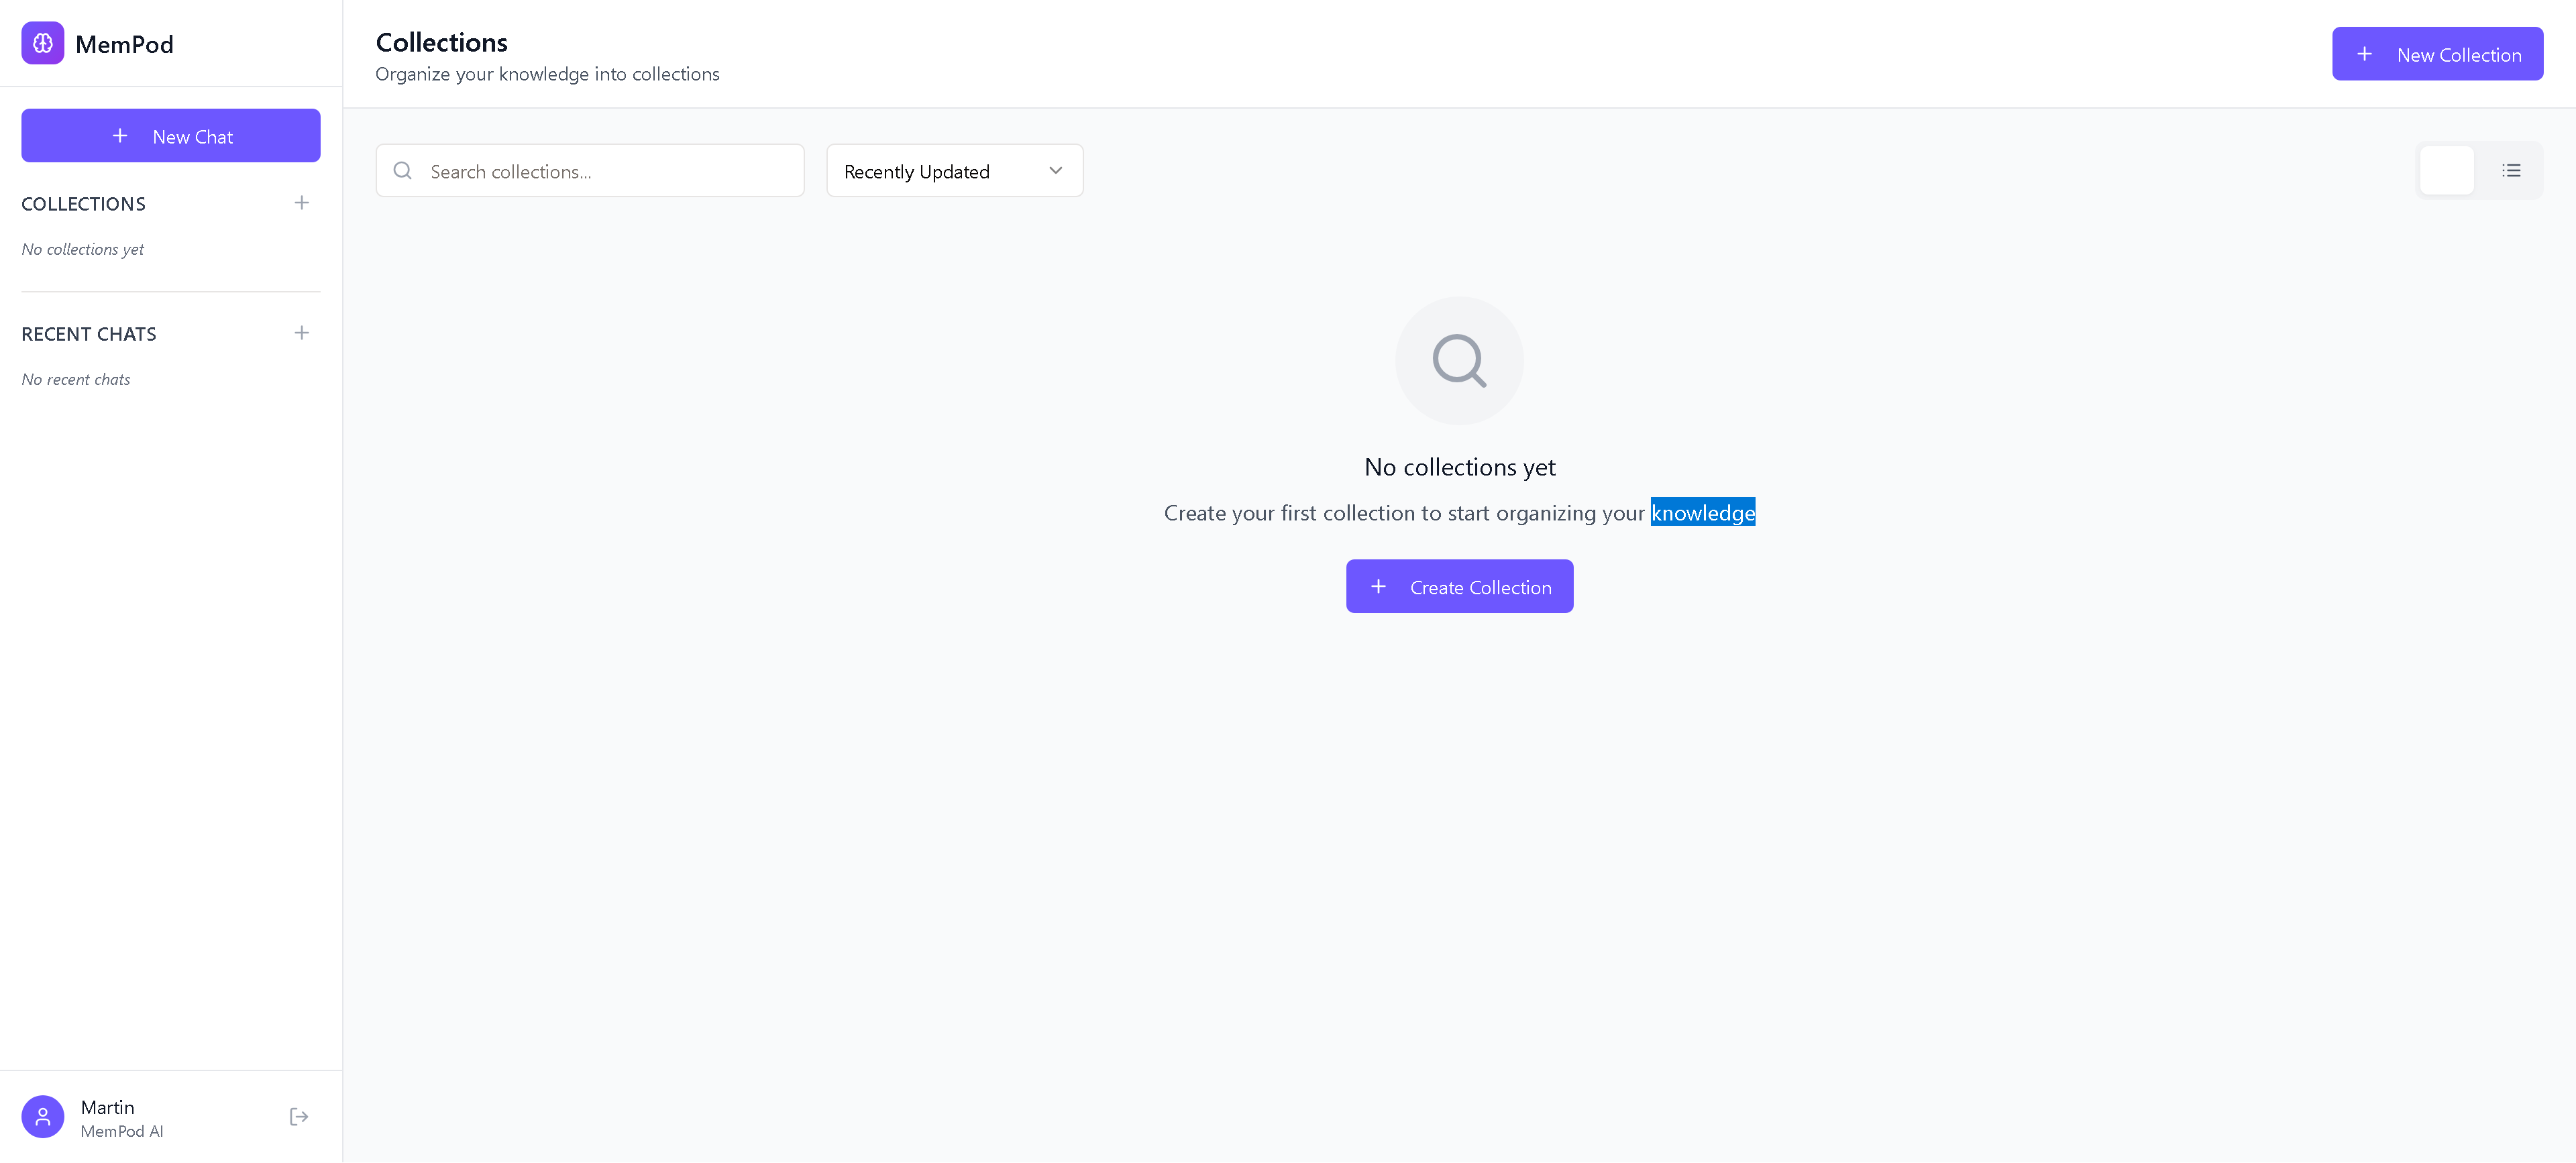 MemPod
New Chat
COLLECTIONS
No collections yet
RECENT CHATS
No recent chats
Martin
MemPod AI
Collections
Organize your knowledge into collections
New Collection
Search collections...
Recently Updated
No collections yet
Create your first collection to start organizing your knowledge
Create Collection